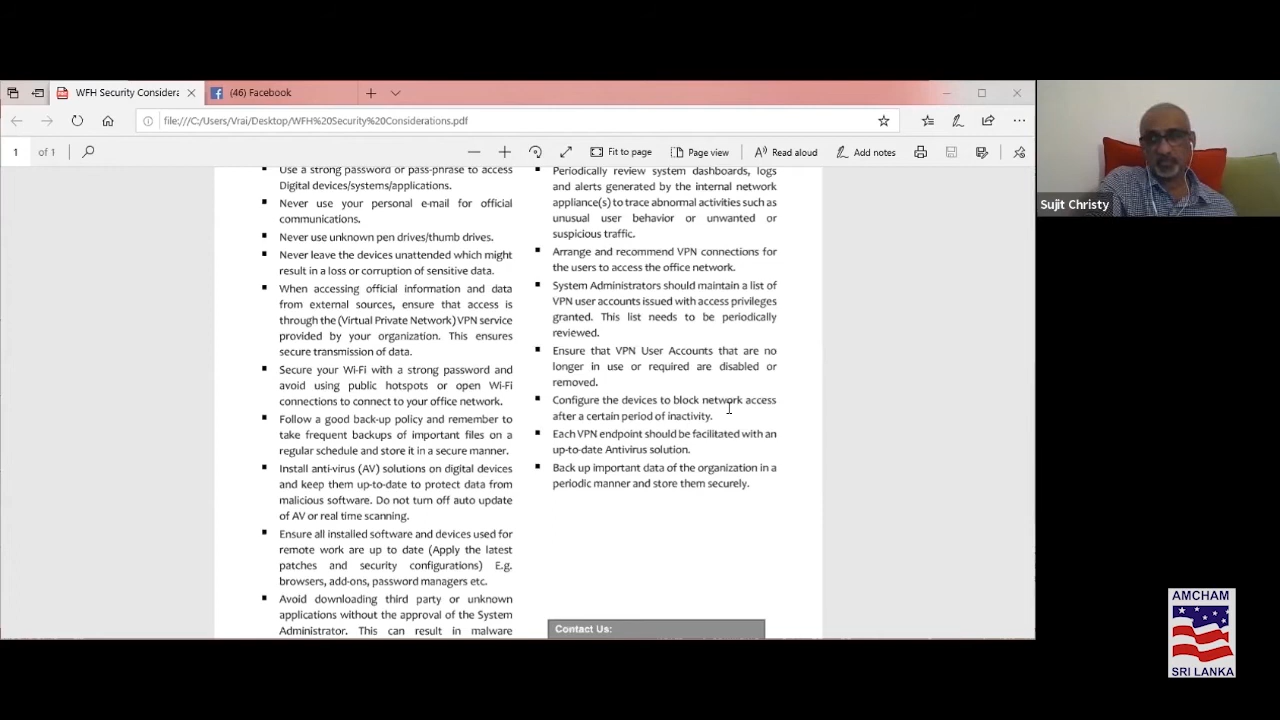 WFH Security Considera
(46) Facebook
file:///C:/Users/Vrai/Desktop/WFH%20Security%20Considerations.pdf
1 of 1
Fit to page
Page view
Read aloud
Add notes
Use a strong password or pass-phrase to access
Digital devices/systems/applications.
Never use your personal e-mail for official
communications.
Never use unknown pen drives/thumb drives.
Never leave the devices unattended which might
result in a loss or corruption of sensitive data.
When accessing official information and data
from external sources, ensure that access is
through the (Virtual Private Network) VPN service
provided by your organization. This ensures
secure transmission of data.
Secure your Wi-Fi with a strong password and
avoid using public hotspots or open Wi-Fi
connections to connect to your office network.
Follow a good back-up policy and remember to
take frequent backups of important files on a
regular schedule and store it in a secure manner.
Install anti-virus (AV) solutions on digital devices
and keep them up-to-date to protect data from
malicious software. Do not turn off auto update
of AV or real time scanning.
Ensure all installed software and devices used for
remote work are up to date (Apply the latest
patches and security configurations) E.g.
browsers, add-ons, password managers etc.
Avoid downloading third party or unknown
applications without the approval of the System
Administrator. This can result in malware
Periodically review system dashboards, logs
and alerts generated by the internal network
appliance(s) to trace abnormal activities such as
unusual user behavior or unwanted or
suspicious traffic.
Arrange and recommend VPN connections for
the users to access the office network.
System Administrators should maintain a list of
VPN user accounts issued with access privileges
granted. This list needs to be periodically
reviewed.
Ensure that VPN User Accounts that are no
longer in use or required are disabled or
removed.
Configure the devices to block network access
after a certain period of inactivity.
Each VPN endpoint should be facilitated with an
up-to-date Antivirus solution.
Back up important data of the organization in a
periodic manner and store them securely.
Contact Us:
Sujit Christy
AMCHAM
SRI LANKA